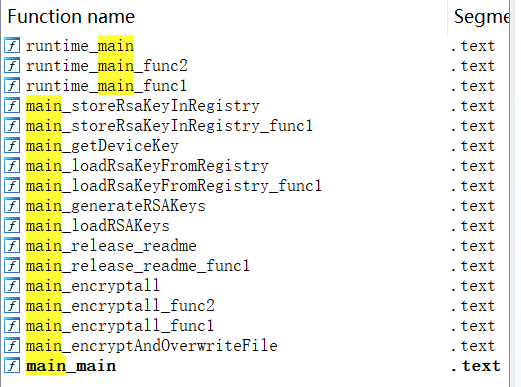 Function name Segme
runtime_main .text
runtime_main_func2 .text
runtime_main_func1 .text
main_storeRsaKeyInRegistry .text
main_storeRsaKeyInRegistry_func1 .text
main_getDeviceKey .text
main_loadRsaKeyFromRegistry .text
main_loadRsaKeyFromRegistry_func1 .text
main_generateRSAKeys .text
main_loadRSAKeys .text
main_release_readme .text
main_release_readme_func1 .text
main_encryptall .text
main_encryptall_func2 .text
main_encryptall_func1 .text
main_encryptAndOverwriteFile .text
main_main .text